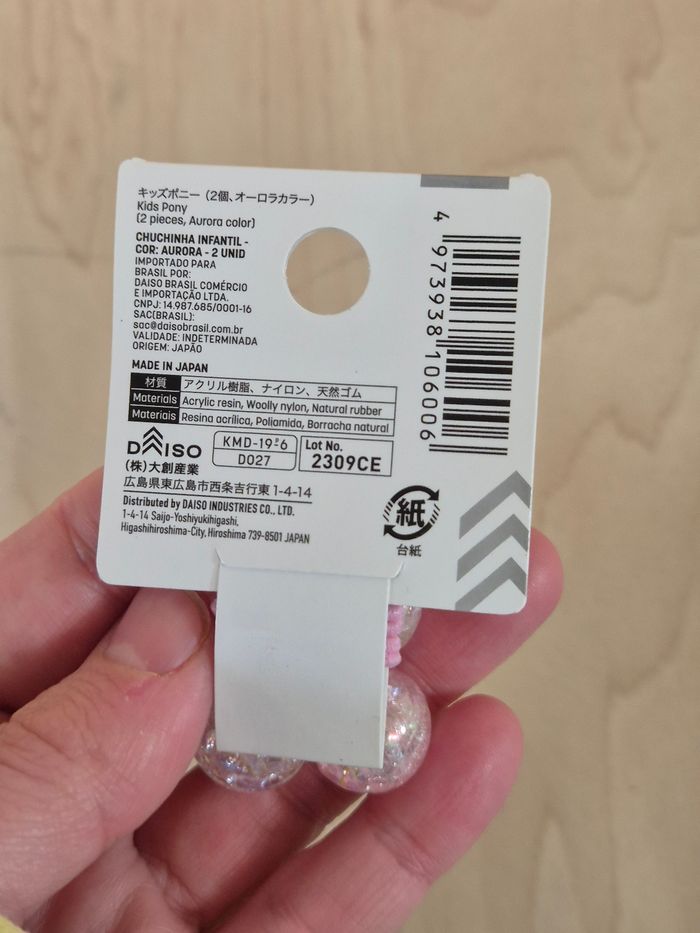 キッズポニー（2個、オーロラカラー）
Kids Pony
(2 pieces, Aurora color)
CHUCHINHA INFANTIL -
COR: AURORA - 2 UNID
IMPORTADO PARA
BRASIL POR:
DAISO BRASIL COMÉRCIO
E IMPORTAÇÃO LTDA.
CNPJ: 14.987.685/0001-16
SAC(BRASIL):
sac@daisobrasil.com.br
VALIDADE: INDETERMINADA
ORIGEM: JAPÃO
MADE IN JAPAN
材質 アクリル樹脂、ナイロン、天然ゴム
Materials Acrylic resin, Woolly nylon, Natural rubber
Materiais Resina acrílica, Poliamida, Borracha natural
DAISO
KMD-19 6
D027
Lot No.
2309CE
(株)大創産業
広島県東広島市西条吉行東 1-4-14
Distributed by DAISO INDUSTRIES CO., LTD.
1-4-14 Saijo-Yoshiyukihigashi,
Higashihiroshima-City, Hiroshima 739-8501 JAPAN
4 973938 106006
紙
台紙